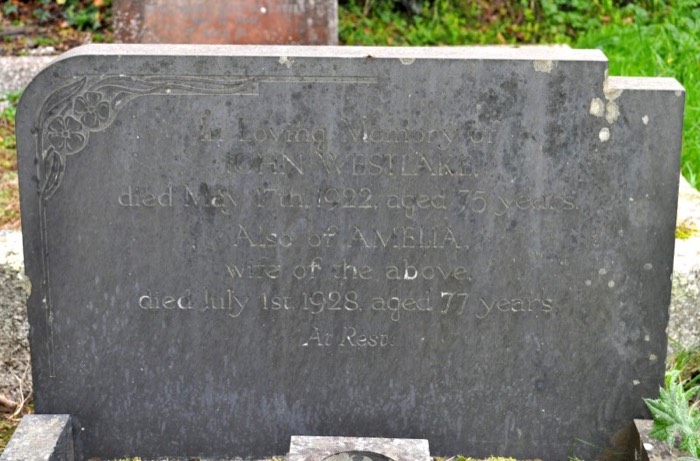 In Loving Memory of
JOHN WESTLAKE,
died May 17th, 1922, aged 75 years.
Also of AMELIA,
wife of the above,
died July 1st, 1928, aged 77 years.
At Rest.